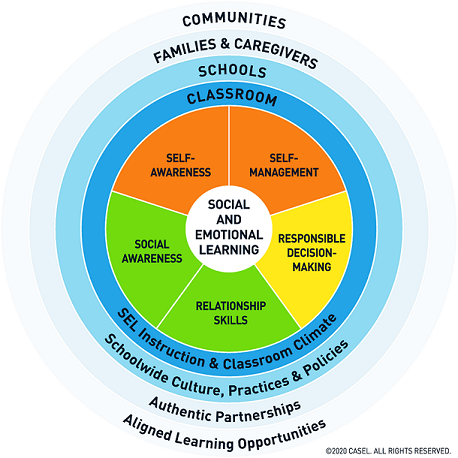 COMMUNITIES
FAMILIES & CAREGIVERS
SCHOOLS
CLASSROOM
SELF-
AWARENESS
SELF-
MANAGEMENT
SOCIAL
AND
EMOTIONAL
LEARNING
SOCIAL
AWARENESS
RESPONSIBLE
DECISION-
MAKING
RELATIONSHIP
SKILLS
SEL Instruction & Classroom Climate
Schoolwide Culture, Practices & Policies
Authentic Partnerships
Aligned Learning Opportunities
©2020 CASEL. ALL RIGHTS RESERVED.